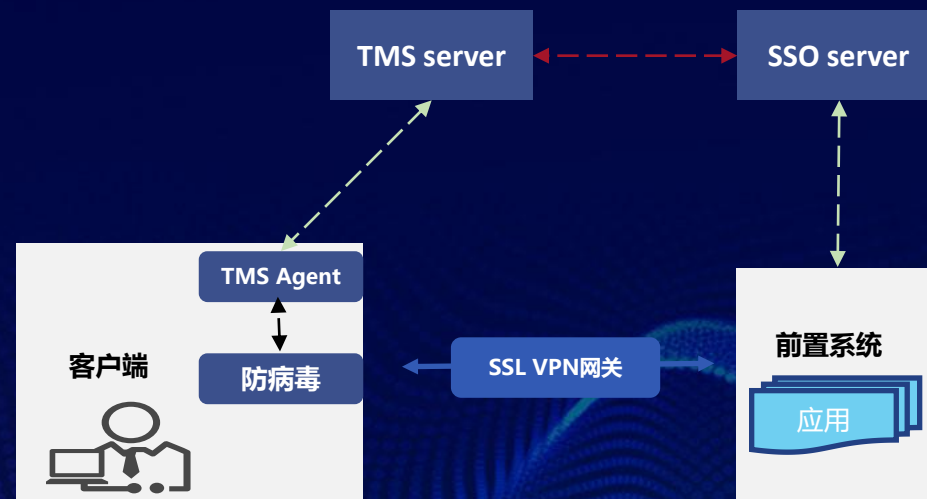 TMS server
SSO server
TMS Agent
客户端
防病毒
SSL VPN网关
前置系统
应用